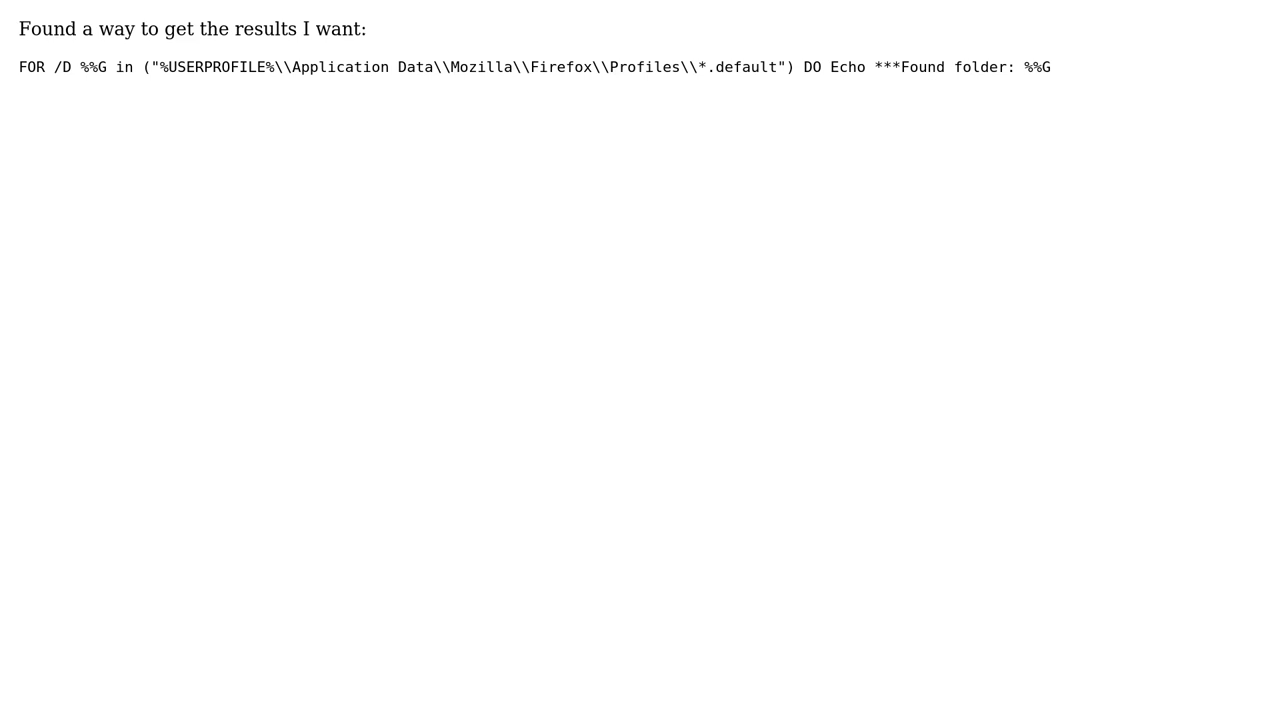 Found a way to get the results I want:
FOR /D %%G in ("%USERPROFILE%\\Application Data\\Mozilla\\Firefox\\Profiles\\*.default") DO Echo ***Found folder: %%G